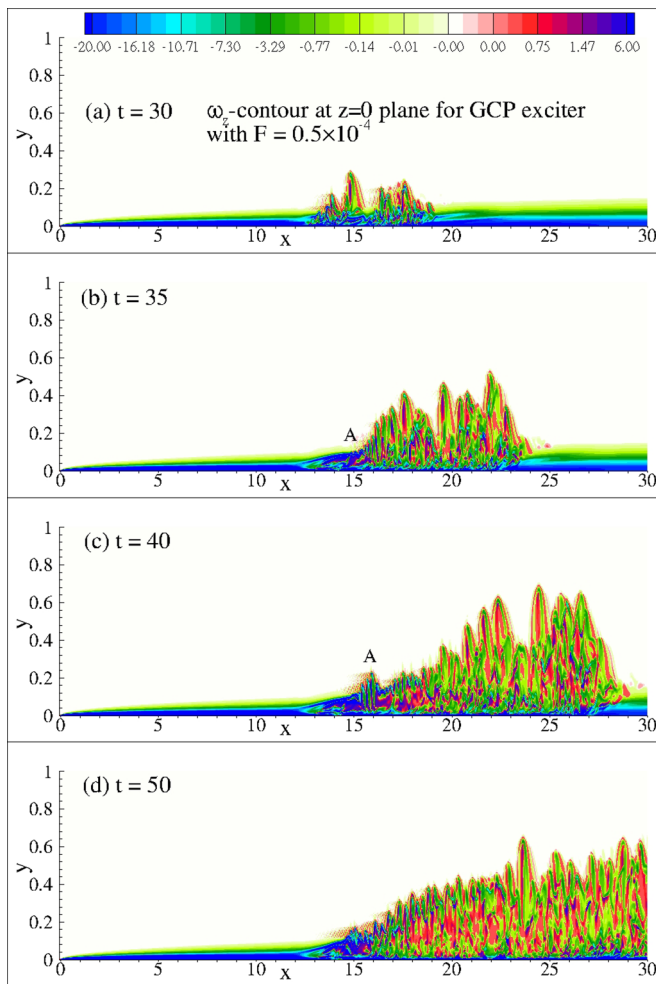 -20.00 -16.18 -10.71 -7.30 -3.29 -0.77 -0.14 -0.01 -0.00 0.00 0.75 1.47 6.00
(a) t = 30 ω_z-contour at z=0 plane for GCP exciter
with F = 0.5×10⁻⁴
y
1
0.8
0.6
0.4
0.2
0
0 5 10 15 20 25 30
x
(b) t = 35
y
1
0.8
0.6
0.4
0.2
0
A
0 5 10 15 20 25 30
x
(c) t = 40
y
1
0.8
0.6
0.4
0.2
0
A
0 5 10 15 20 25 30
x
(d) t = 50
y
1
0.8
0.6
0.4
0.2
0
0 5 10 15 20 25 30
x